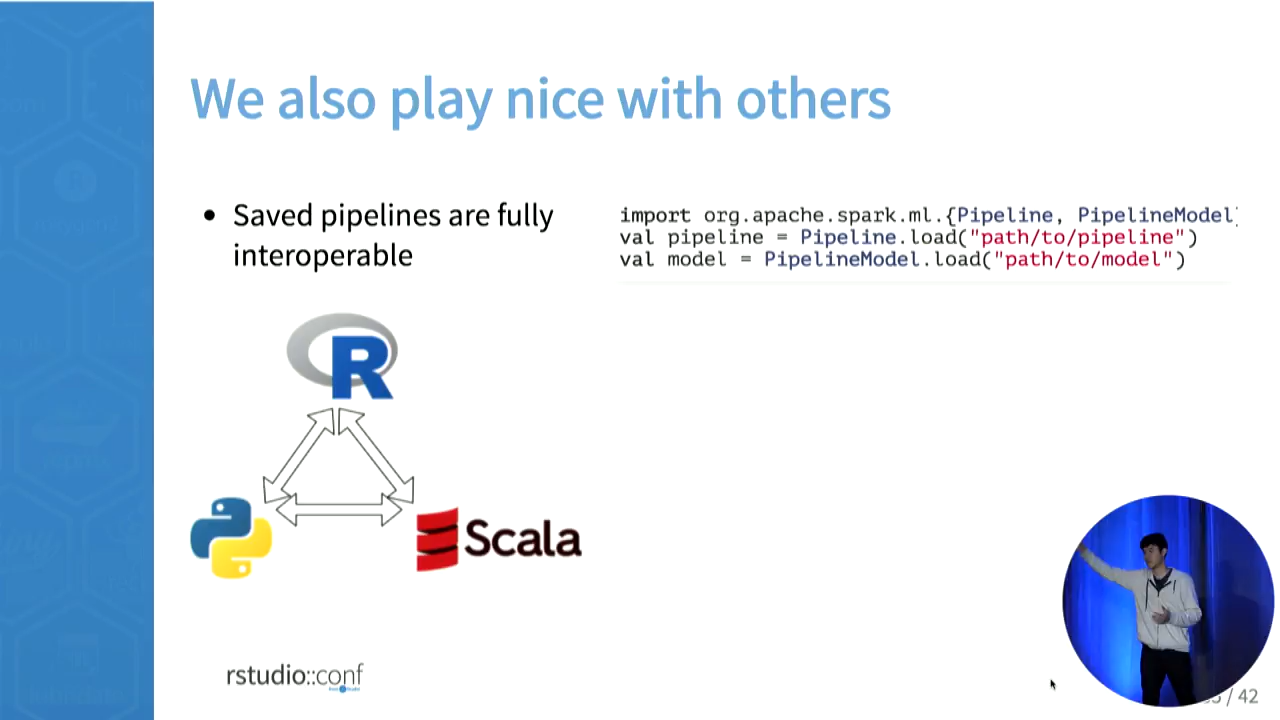 We also play nice with others
Saved pipelines are fully
interoperable
import org.apache.spark.ml.{Pipeline, PipelineModel
val pipeline = Pipeline.load("path/to/pipeline")
val model = PipelineModel.load("path/to/model")
R
Scala
rstudio::conf
/ 42